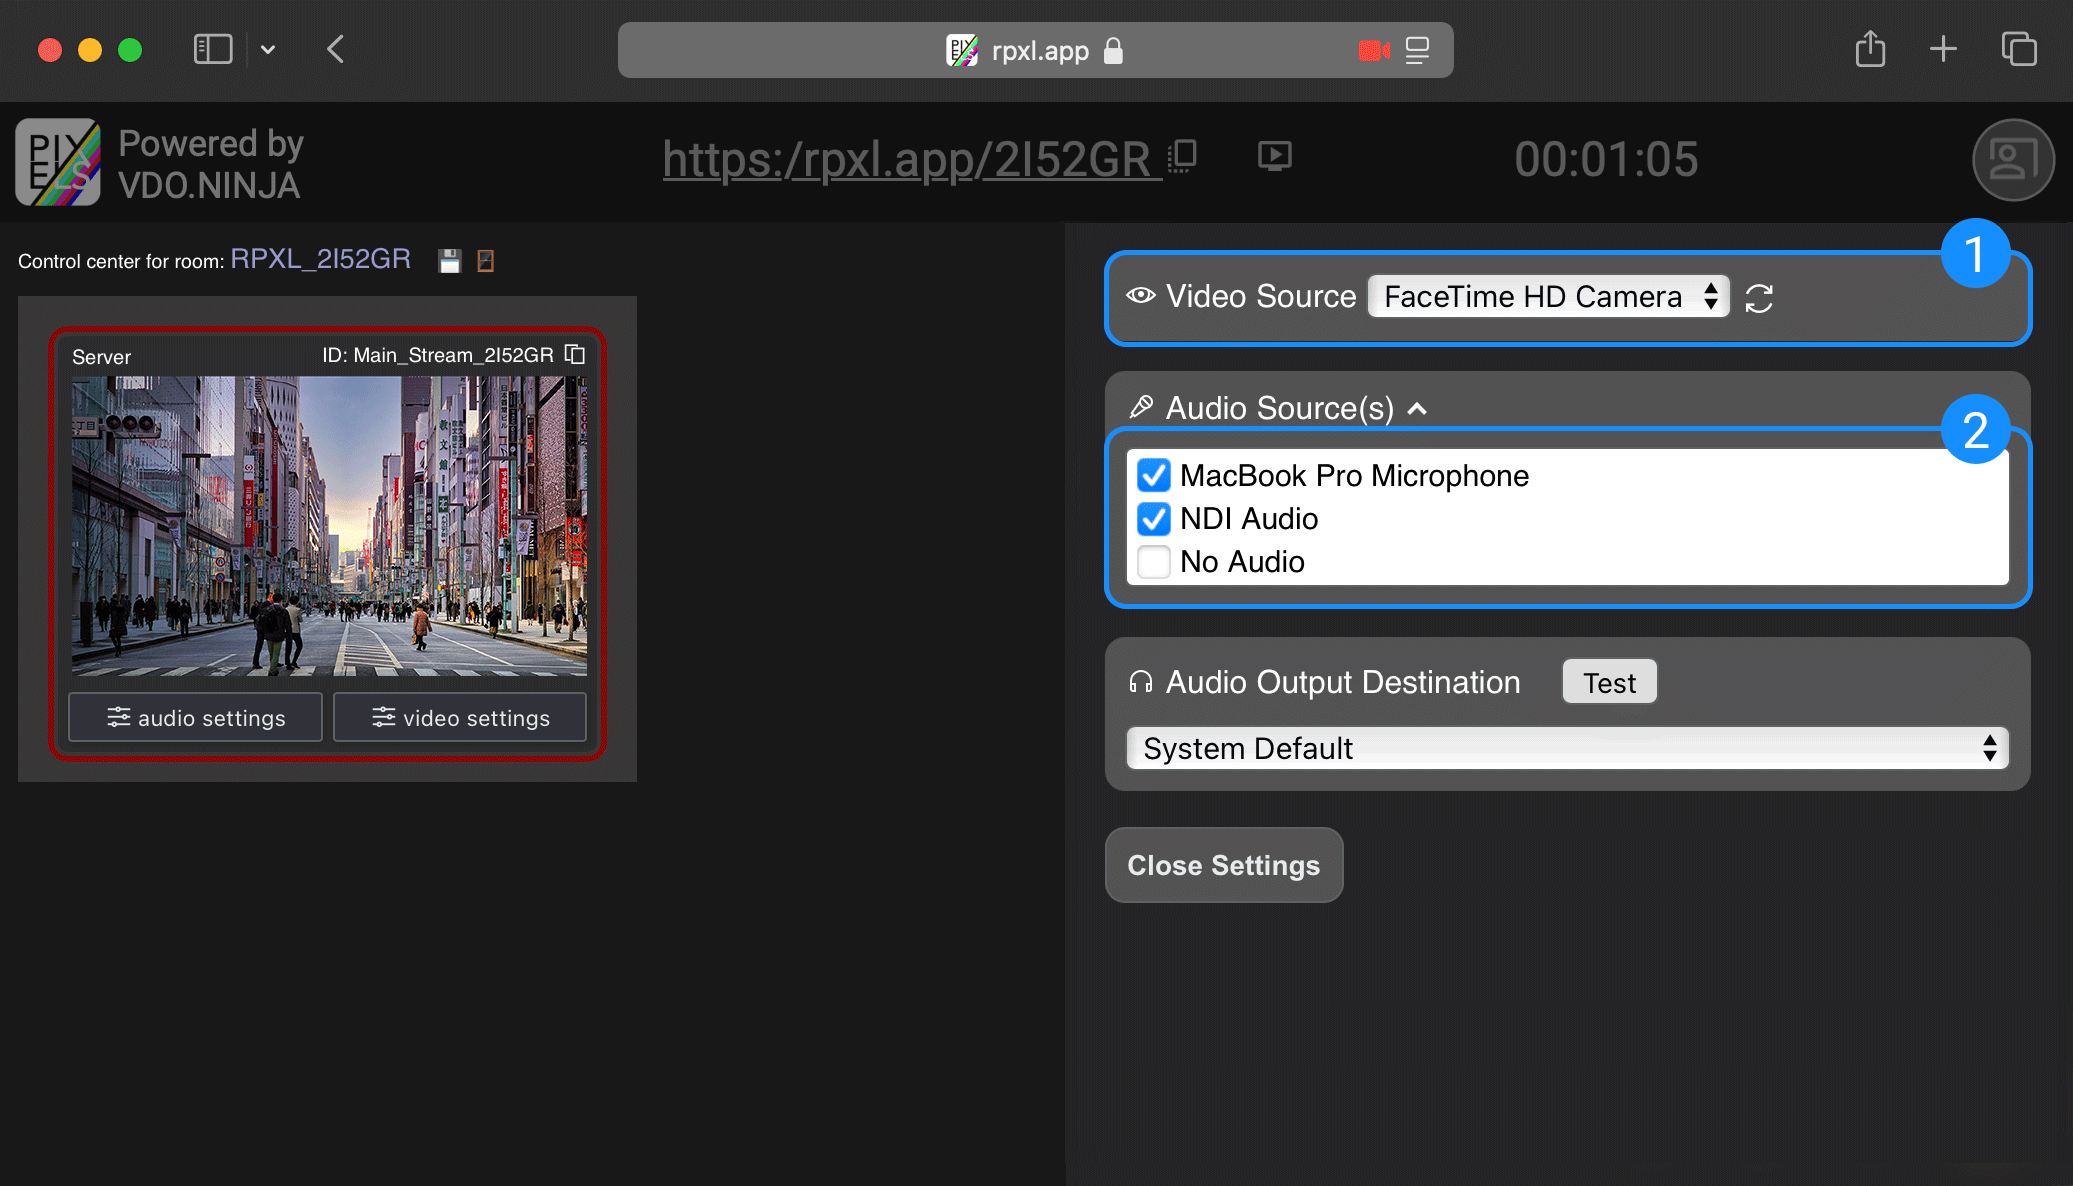 rpxl.app
PIXELS
Powered by
VDO.NINJA
https:/rpxl.app/2I52GR
00:01:05
Control center for room: RPXL_2I52GR
Server
ID: Main_Stream_2I52GR
audio settings
video settings
1
Video Source
FaceTime HD Camera
Audio Source(s)
2
MacBook Pro Microphone
NDI Audio
No Audio
Audio Output Destination
Test
System Default
Close Settings